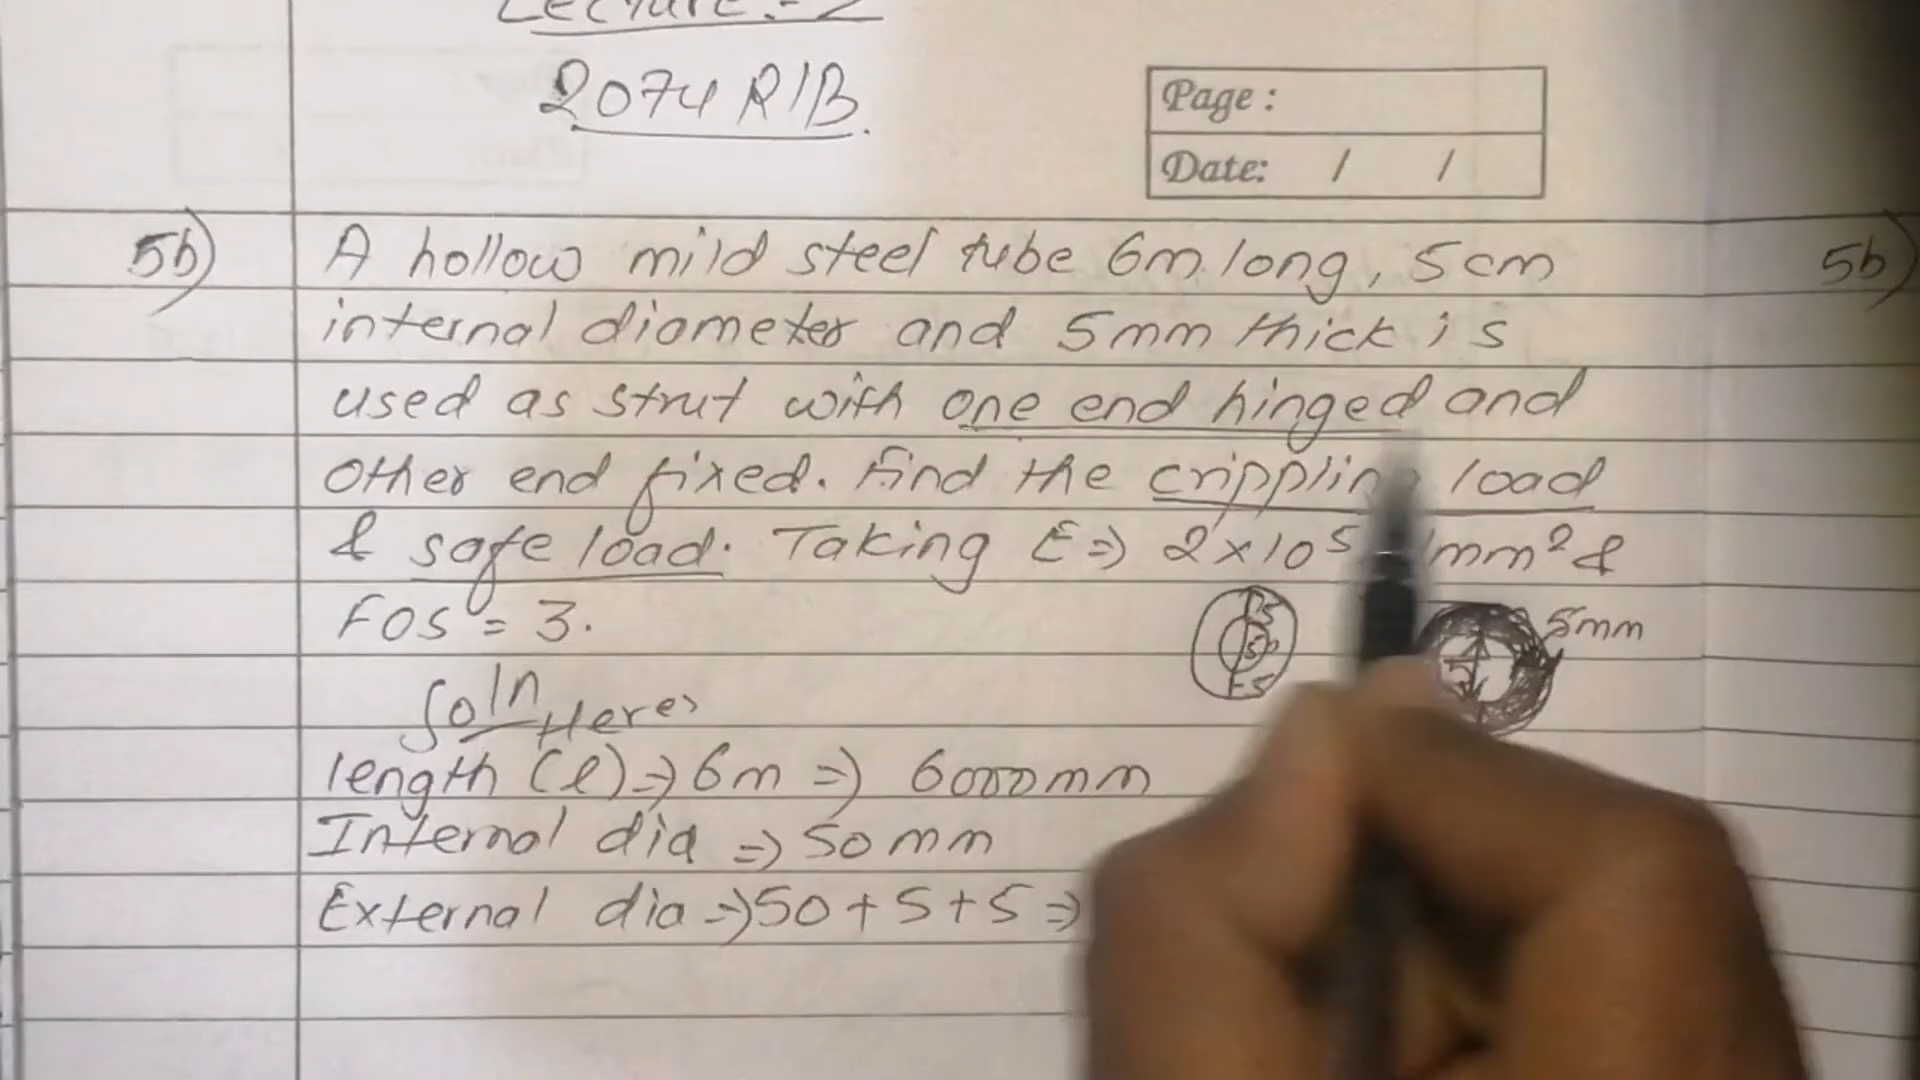 Lecture:-2
2074 R/B.
Page:
Date: / /
5b) A hollow mild steel tube 6m long, 5cm
internal diameter and 5mm thick is
used as strut with one end hinged and
other end fixed. Find the crippling load
& safe load. Taking E => 2×10⁵ /mm² &
FOS = 3.
5mm
Soln Here,
length (l) => 6m => 6000mm
Internal dia => 50mm
External dia => 50+5+5 =>
5b)